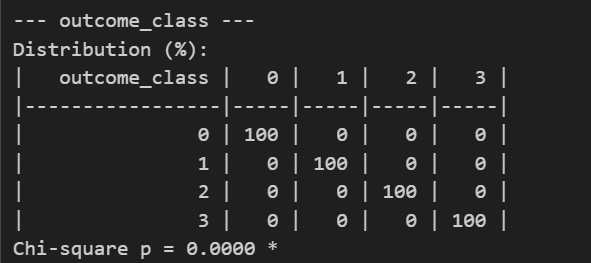 --- outcome_class ---
Distribution (%):
|   outcome_class |   0 |   1 |   2 |   3 |
|-----------------|-----|-----|-----|-----|
|               0 | 100 |   0 |   0 |   0 |
|               1 |   0 | 100 |   0 |   0 |
|               2 |   0 |   0 | 100 |   0 |
|               3 |   0 |   0 |   0 | 100 |
Chi-square p = 0.0000 *